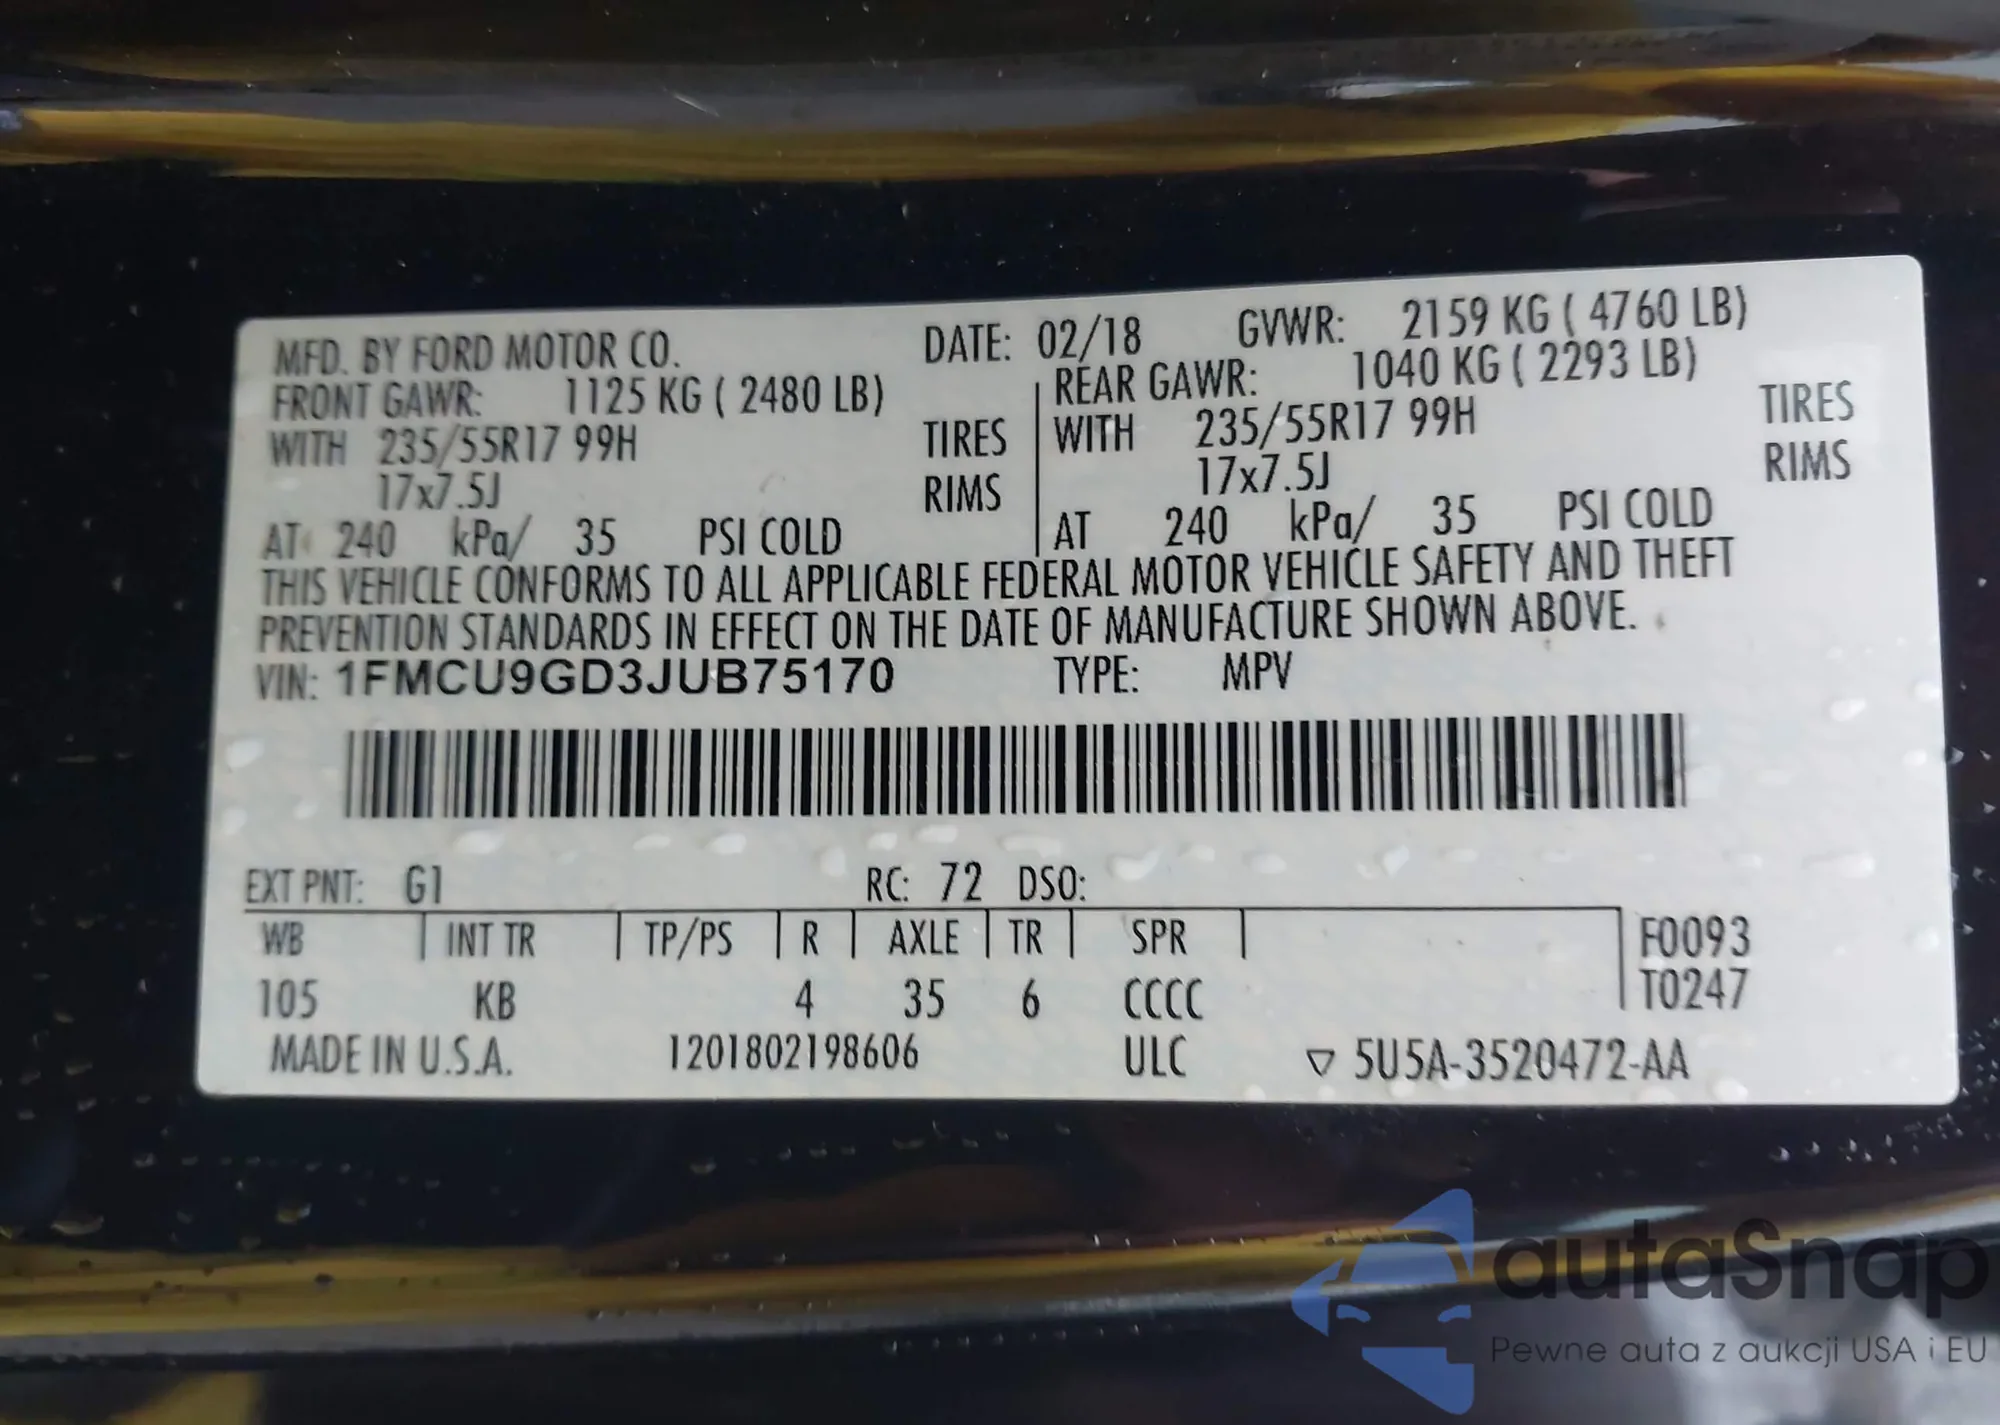 MFD. BY FORD MOTOR CO. DATE: 02/18 GVWR: 2159 KG ( 4760 LB)
FRONT GAWR: 1125 KG ( 2480 LB) REAR GAWR: 1040 KG ( 2293 LB)
WITH 235/55R17 99H TIRES WITH 235/55R17 99H TIRES
17x7.5J RIMS 17x7.5J RIMS
AT 240 kPa/ 35 PSI COLD AT 240 kPa/ 35 PSI COLD
THIS VEHICLE CONFORMS TO ALL APPLICABLE FEDERAL MOTOR VEHICLE SAFETY AND THEFT
PREVENTION STANDARDS IN EFFECT ON THE DATE OF MANUFACTURE SHOWN ABOVE.
VIN: 1FMCU9GD3JUB75170 TYPE: MPV
EXT PNT: G1 RC: 72 DSO:
WB INT TR TP/PS R AXLE TR SPR F0093
105 KB 4 35 6 CCCC T0247
MADE IN U.S.A. 1201802198606 ULC ▽ 5U5A-3520472-AA
autaSnap
Pewne auta z aukcji USA i EU